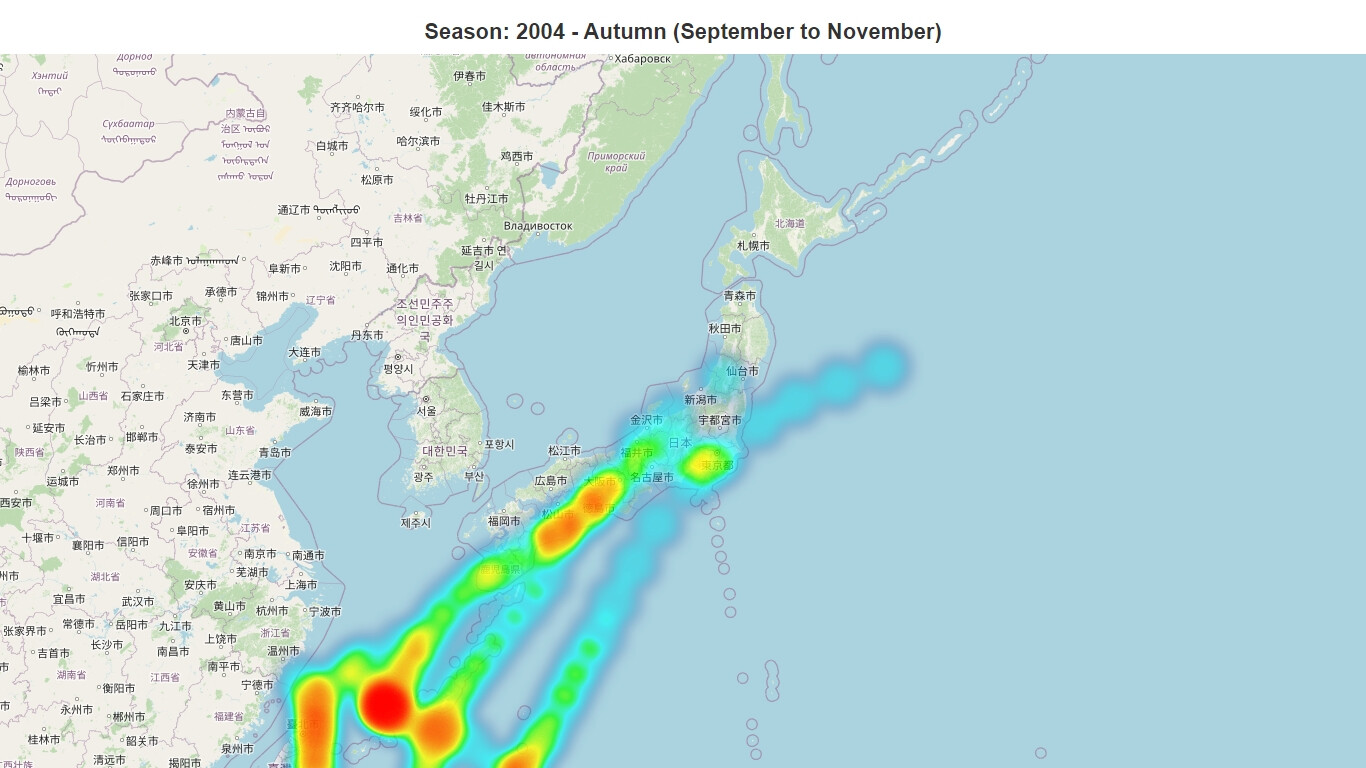 Season: 2004 - Autumn (September to November)
Дорнод
автономная
область
Хабаровск
Хэнтий
伊春市
齐齐哈尔市
绥化市
佳木斯市
内蒙古自
治区
Сүхбаатар
白城市
哈尔滨市
鸡西市
Приморский
край
Дорноговь
松原市
牡丹江市
通辽市
吉林省
Владивосток
北海道
四平市
延吉市 연
길시
札幌市
赤峰市
阜新市
沈阳市
通化市
张家口市
承德市
锦州市
辽宁省
조선민주주
의인민공화
국
青森市
呼和浩特市
北京市
秋田市
河北省
唐山市
丹东市
大连市
榆林市
忻州市
天津市
평양시
仙台市
吕梁市
山西省
石家庄市
东营市
威海市
서울
新潟市
延安市
长治市
邯郸市
济南市
山东省
金沢市
宇都宮市
陕西省
泰安市
青岛市
대한민국
포항시
松江市
福井市
日本
运城市
郑州市
徐州市
连云港市
광주
부산
広島市
大阪市
名古屋市
東京都
西安市
河南省
周口市
宿州市
江苏省
제주시
福岡市
松山市
徳島市
十堰市
襄阳市
信阳市
阜阳市
安徽省
南京市
南通市
鹿児島県
湖北省
安庆市
芜湖市
上海市
宜昌市
武汉市
黄山市
杭州市
宁波市
张家界市
常德市
岳阳市
九江市
上饶市
浙江省
吉首市
长沙市
南昌市
温州市
湖南省
江西省
南平市
宁德市
衡阳市
永州市
郴州市
福建省
臺北市
桂林市
韶关市
泉州市
清远市
揭阳市